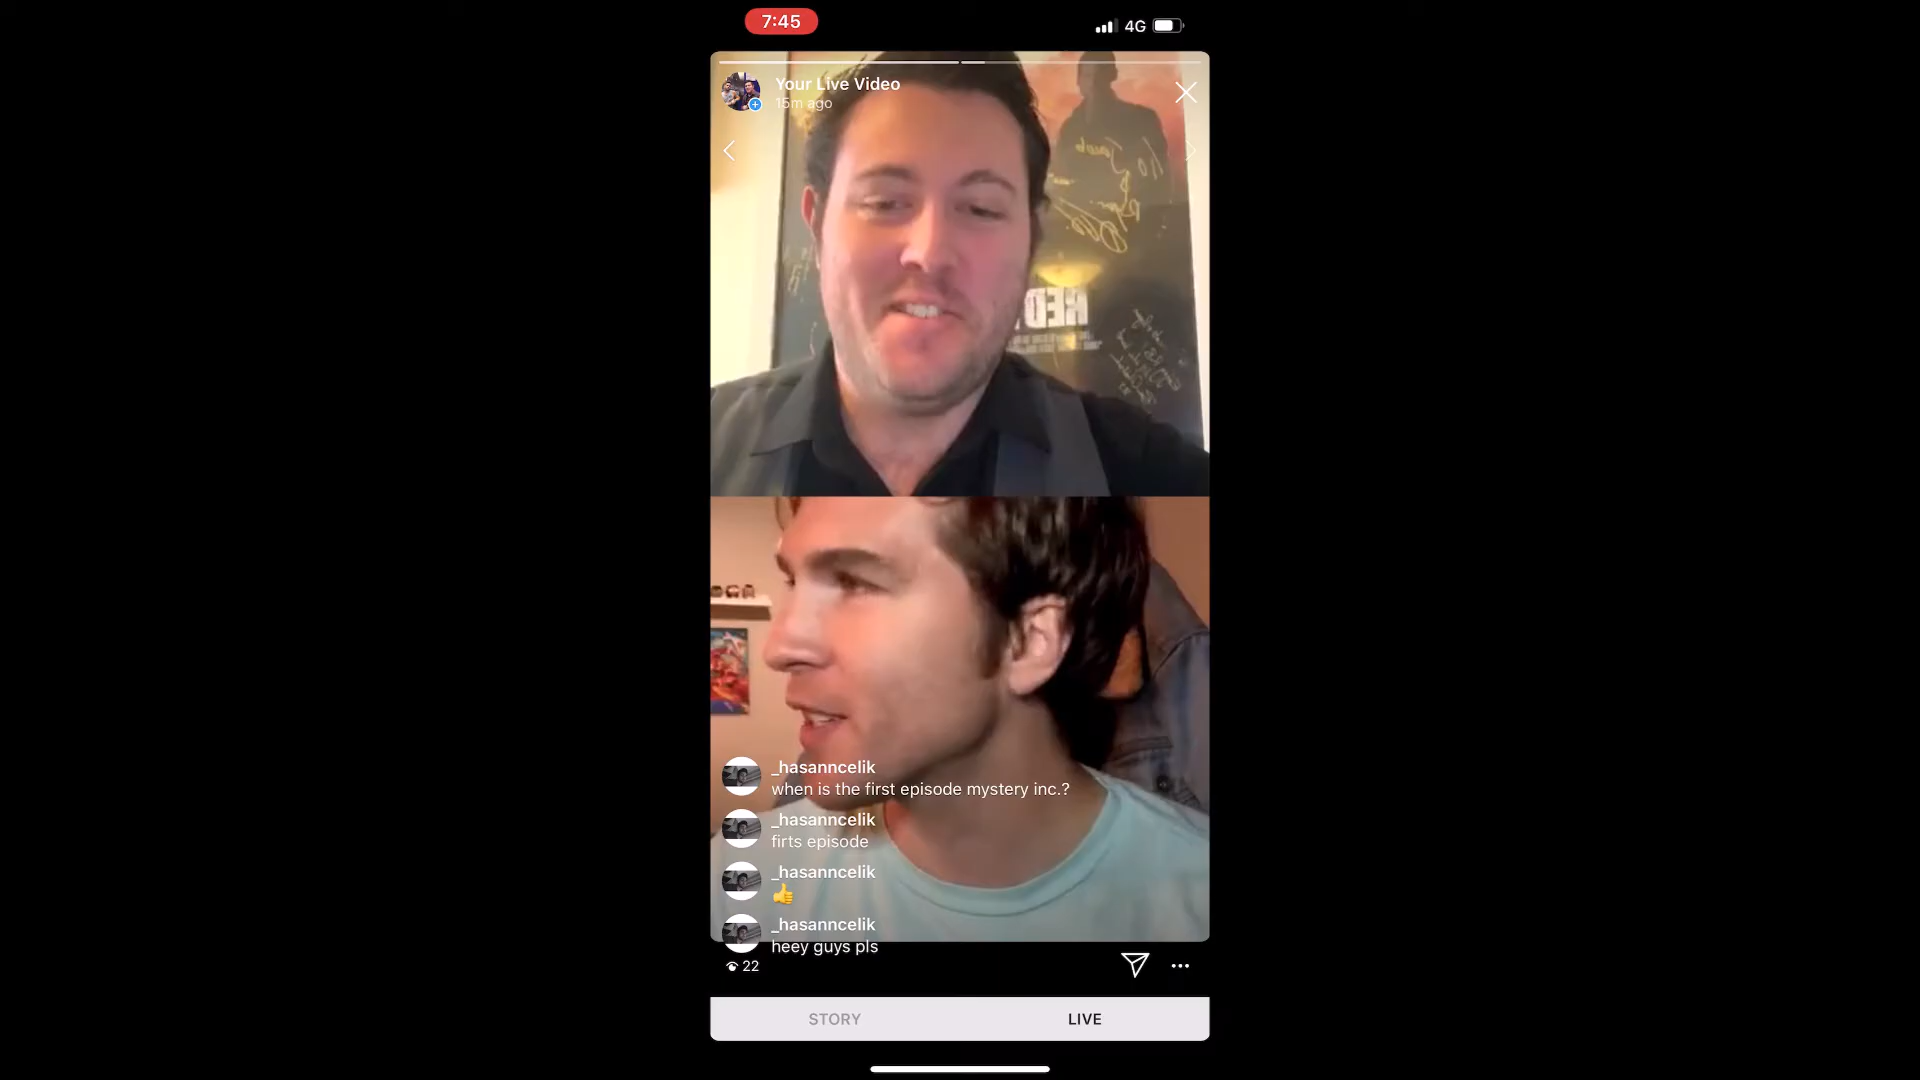 7:45
4G
Your Live Video
15m ago
RED
_hasanncelik
when is the first episode mystery inc.?
_hasanncelik
firts episode
_hasanncelik
👍
_hasanncelik
heey guys pls
22
STORY
LIVE